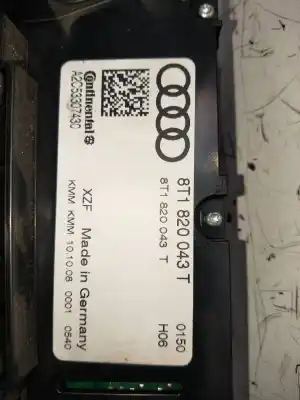 Continental
A2C53307430
8T1 820 043 T 0150
8T1 820 043 T H06
XZF Made in Germany
KMM KMM 10.10.08 0001 0540